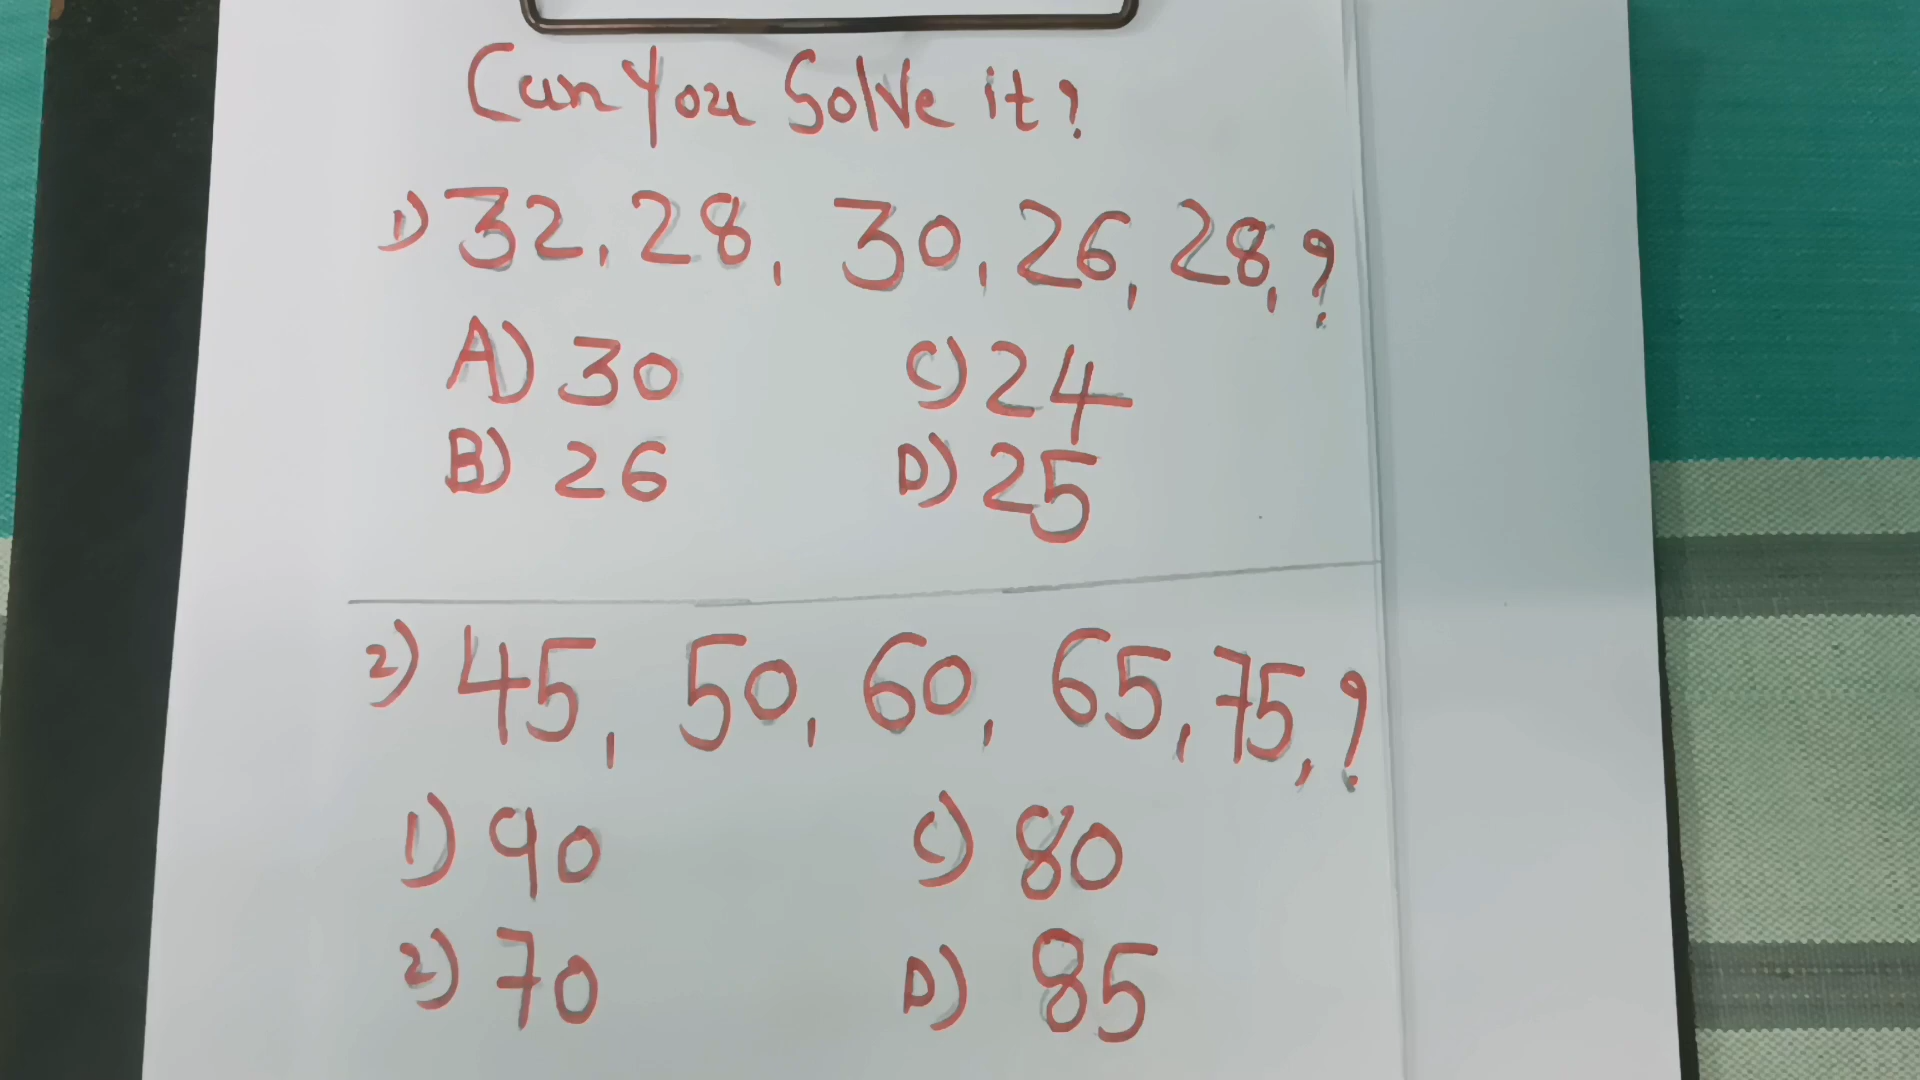 Can You Solve it?
1) 32, 28, 30, 26, 28, ?
A) 30 C) 24
B) 26 D) 25
2) 45, 50, 60, 65, 75, ?
1) 90 C) 80
2) 70 D) 85